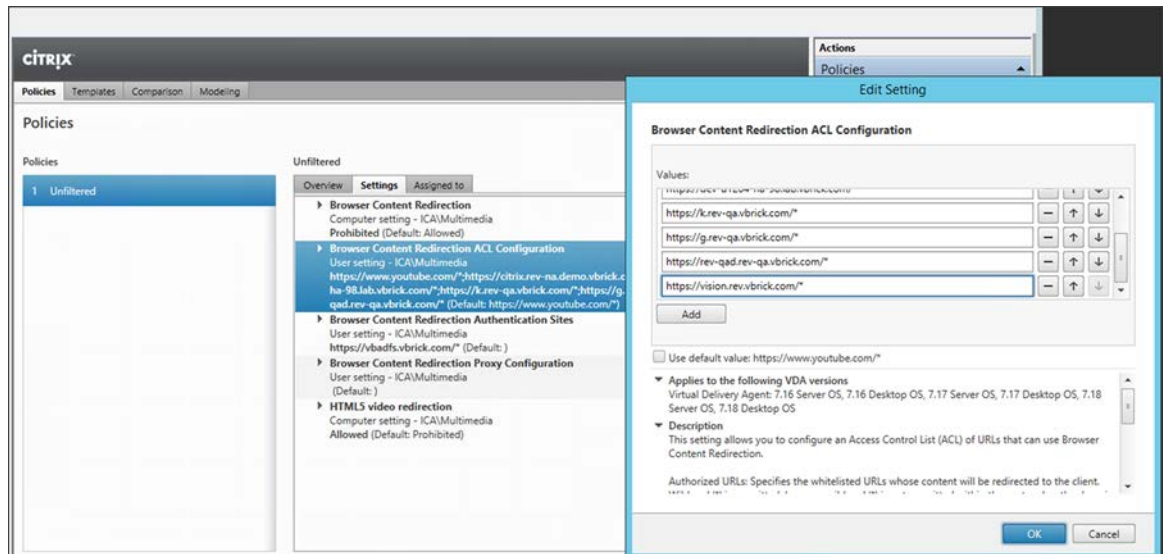 CITRIX
Actions
Policies
Policies Templates Comparison Modeling
Policies
Policies
1 Unfiltered
Unfiltered
Overview Settings Assigned to
Browser Content Redirection
Computer setting - ICA\Multimedia
Prohibited (Default: Allowed)
Browser Content Redirection ACL Configuration
User setting - ICA\Multimedia
https://www.youtube.com/*;https://citrix.rev-na.demo.vbrick.c
ha-98.lab.vbrick.com/*;https://k.rev-qa.vbrick.com/*;https://g.
qad.rev-qa.vbrick.com/* (Default: https://www.youtube.com/*)
Browser Content Redirection Authentication Sites
User setting - ICA\Multimedia
https://vbadfs.vbrick.com/* (Default: )
Browser Content Redirection Proxy Configuration
User setting - ICA\Multimedia
(Default: )
HTML5 video redirection
Computer setting - ICA\Multimedia
Allowed (Default: Prohibited)
Edit Setting
Browser Content Redirection ACL Configuration
Values:
https://k.rev-qa.vbrick.com/*
https://g.rev-qa.vbrick.com/*
https://rev-qad.rev-qa.vbrick.com/*
https://vision.rev.vbrick.com/*
Add
Use default value: https://www.youtube.com/*
Applies to the following VDA versions
Virtual Delivery Agent: 7.16 Server OS, 7.16 Desktop OS, 7.17 Server OS, 7.17 Desktop OS, 7.18
Server OS, 7.18 Desktop OS
Description
This setting allows you to configure an Access Control List (ACL) of URLs that can use Browser
Content Redirection.
Authorized URLs: Specifies the whitelisted URLs whose content will be redirected to the client.
OK Cancel